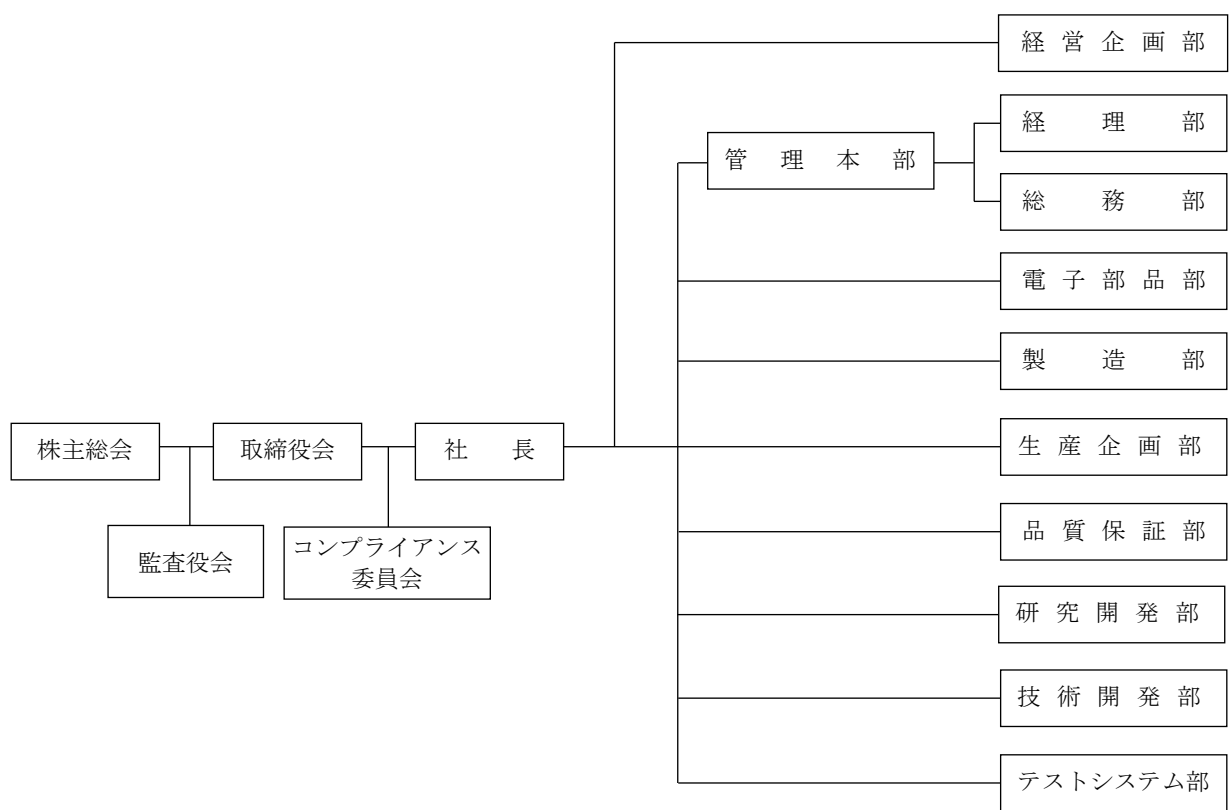 経営企画部
経理部
管理本部
総務部
電子部品部
製造部
株主総会
取締役会
社長
生産企画部
監査役会
コンプライアンス
委員会
品質保証部
研究開発部
技術開発部
テストシステム部